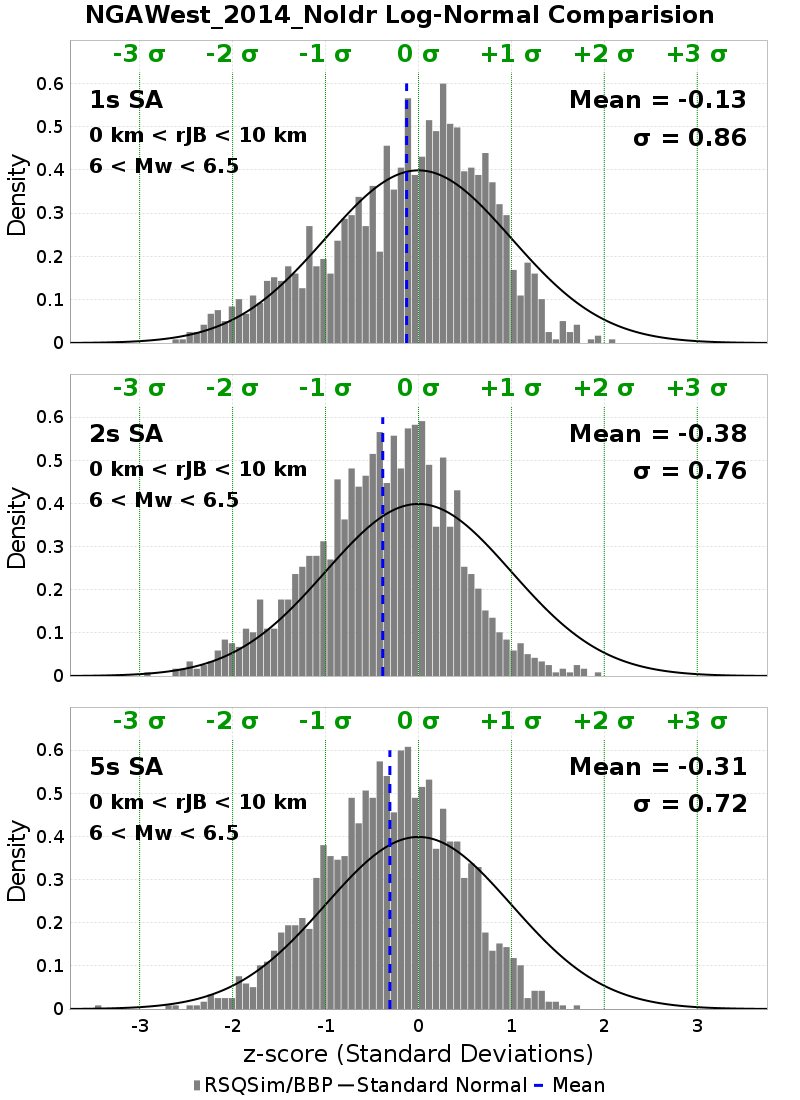 NGAWest_2014_NoIdr Log-Normal Comparision
-3 σ -2 σ -1 σ 0 σ +1 σ +2 σ +3 σ
1s SA
Mean = -0.13
0 km < rJB < 10 km
σ = 0.86
6 < Mw < 6.5
Density
0.6
0.5
0.4
0.3
0.2
0.1
0
-3 σ -2 σ -1 σ 0 σ +1 σ +2 σ +3 σ
2s SA
Mean = -0.38
0 km < rJB < 10 km
σ = 0.76
6 < Mw < 6.5
Density
0.6
0.5
0.4
0.3
0.2
0.1
0
-3 σ -2 σ -1 σ 0 σ +1 σ +2 σ +3 σ
5s SA
Mean = -0.31
0 km < rJB < 10 km
σ = 0.72
6 < Mw < 6.5
Density
0.6
0.5
0.4
0.3
0.2
0.1
0
-3 -2 -1 0 1 2 3
z-score (Standard Deviations)
RSQSim/BBP Standard Normal Mean